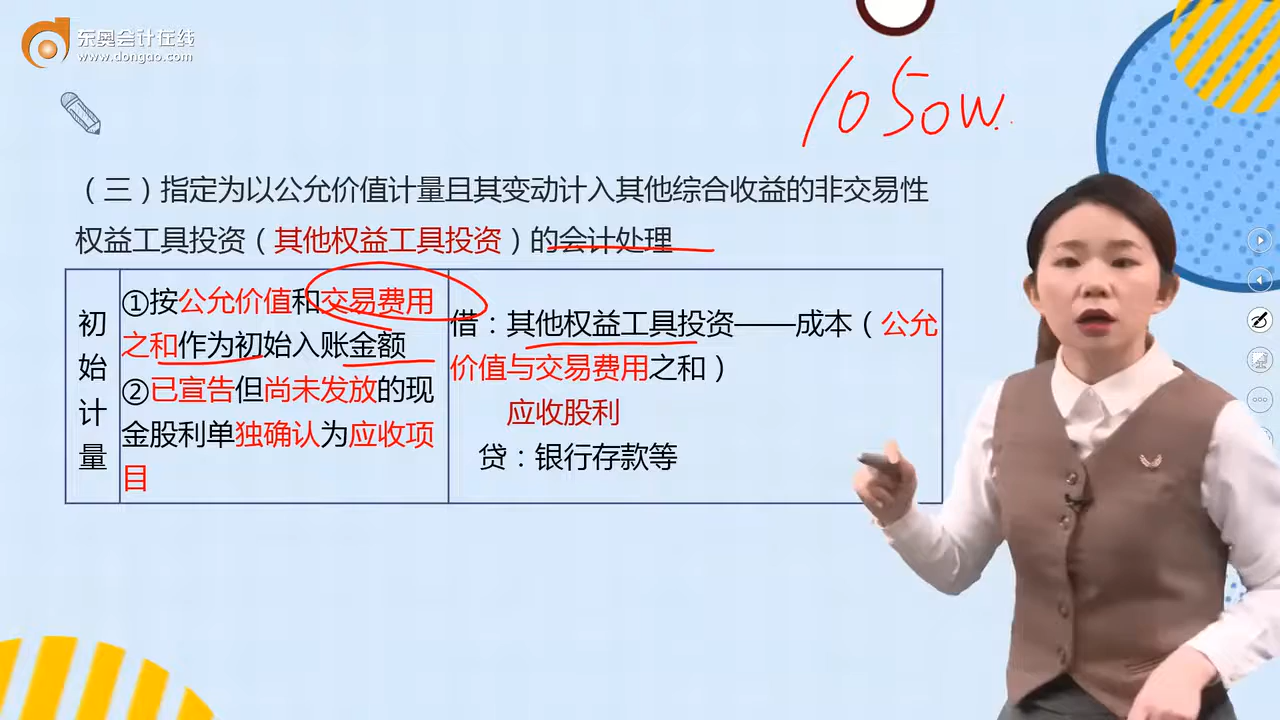 东奥会计在线
www.dongao.com
1050W.
（三）指定为以公允价值计量且其变动计入其他综合收益的非交易性
权益工具投资（其他权益工具投资）的会计处理
初始计量
①按公允价值和交易费用
之和作为初始入账金额
②已宣告但尚未发放的现
金股利单独确认为应收项
目
借：其他权益工具投资——成本（公允
价值与交易费用之和）
应收股利
贷：银行存款等